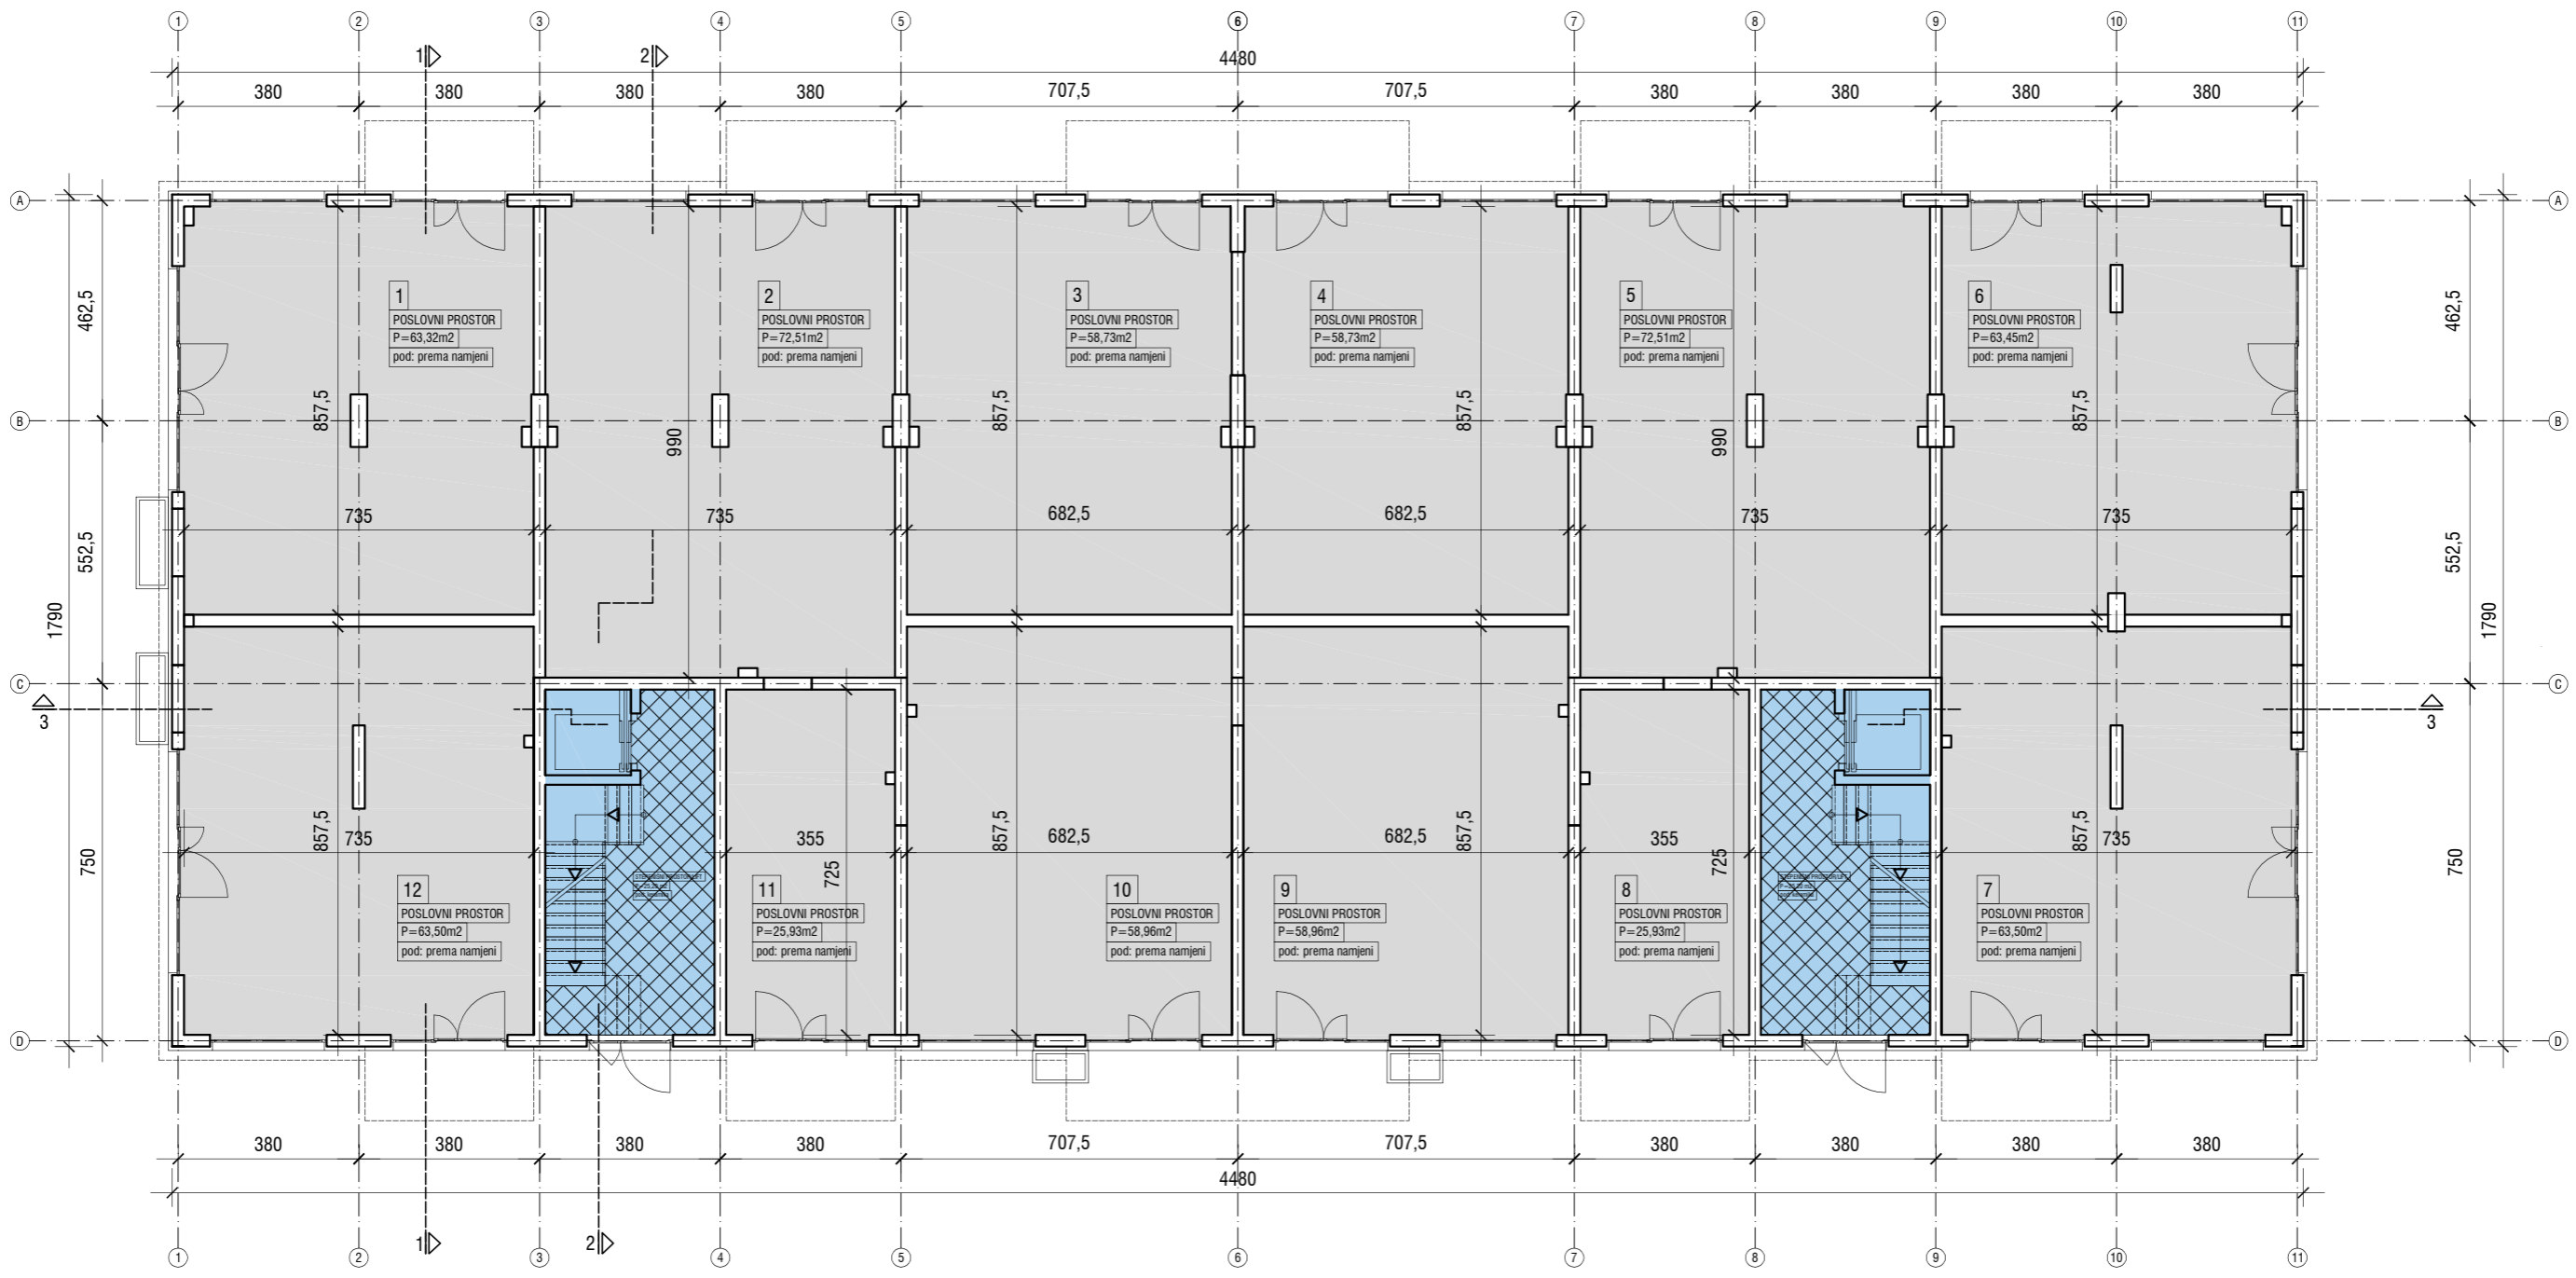 1 2 3 4 5 6 7 8 9 10 11
1 2
4480
380 380 380 380 707,5 707,5 380 380 380 380
A A
1
POSLOVNI PROSTOR
P=63,32m2
pod: prema namjeni
2
POSLOVNI PROSTOR
P=72,51m2
pod: prema namjeni
3
POSLOVNI PROSTOR
P=58,73m2
pod: prema namjeni
4
POSLOVNI PROSTOR
P=58,73m2
pod: prema namjeni
5
POSLOVNI PROSTOR
P=72,51m2
pod: prema namjeni
6
POSLOVNI PROSTOR
P=63,45m2
pod: prema namjeni
462,5 462,5
857,5 990 857,5 857,5 990 857,5
B B
735 735 682,5 682,5 735 735
552,5 552,5
1790 1790
C C
3 3
750 750
857,5 725 857,5 857,5 725 857,5
735 355 682,5 682,5 355 735
12
POSLOVNI PROSTOR
P=63,50m2
pod: prema namjeni
11
POSLOVNI PROSTOR
P=25,93m2
pod: prema namjeni
10
POSLOVNI PROSTOR
P=58,96m2
pod: prema namjeni
9
POSLOVNI PROSTOR
P=58,96m2
pod: prema namjeni
8
POSLOVNI PROSTOR
P=25,93m2
pod: prema namjeni
7
POSLOVNI PROSTOR
P=63,50m2
pod: prema namjeni
D D
380 380 380 380 707,5 707,5 380 380 380 380
4480
1 2
1 2 3 4 5 6 7 8 9 10 11